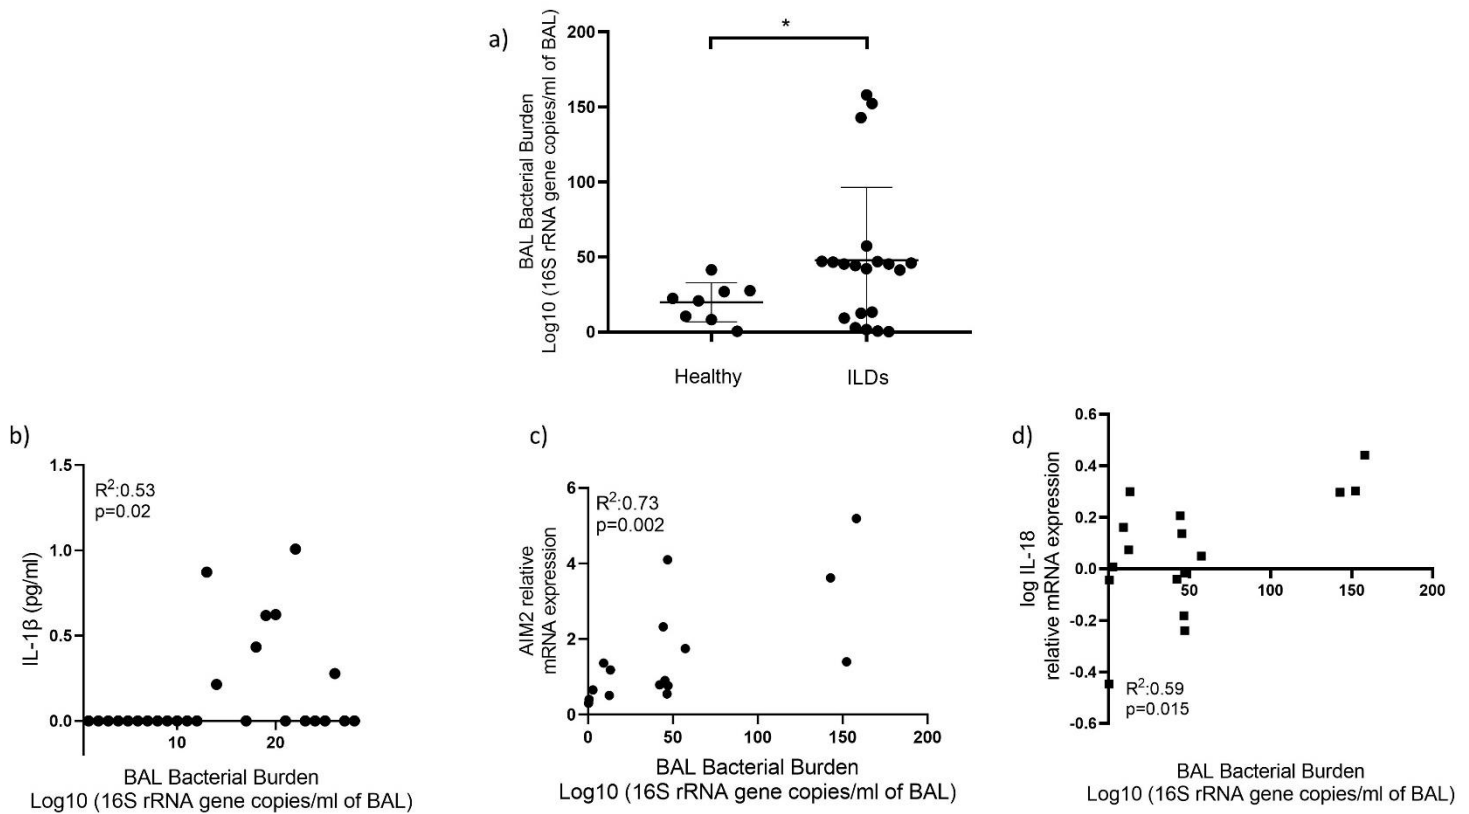 a)
BAL Bacterial Burden
Log10 (16S rRNA gene copies/ml of BAL)
200
150
100
50
0
*
Healthy
ILDs
b)
IL-1β (pg/ml)
1.5
1.0
0.5
0.0
R2:0.53
p=0.02
10
20
BAL Bacterial Burden
Log10 (16S rRNA gene copies/ml of BAL)
c)
AIM2 relative
mRNA expression
6
4
2
0
R2:0.73
p=0.002
0
50
100
150
200
BAL Bacterial Burden
Log10 (16S rRNA gene copies/ml of BAL)
d)
log IL-18
relative mRNA expression
0.6
0.4
0.2
0.0
-0.2
-0.4
-0.6
50
100
150
200
R2:0.59
p=0.015
BAL Bacterial Burden
Log10 (16S rRNA gene copies/ml of BAL)